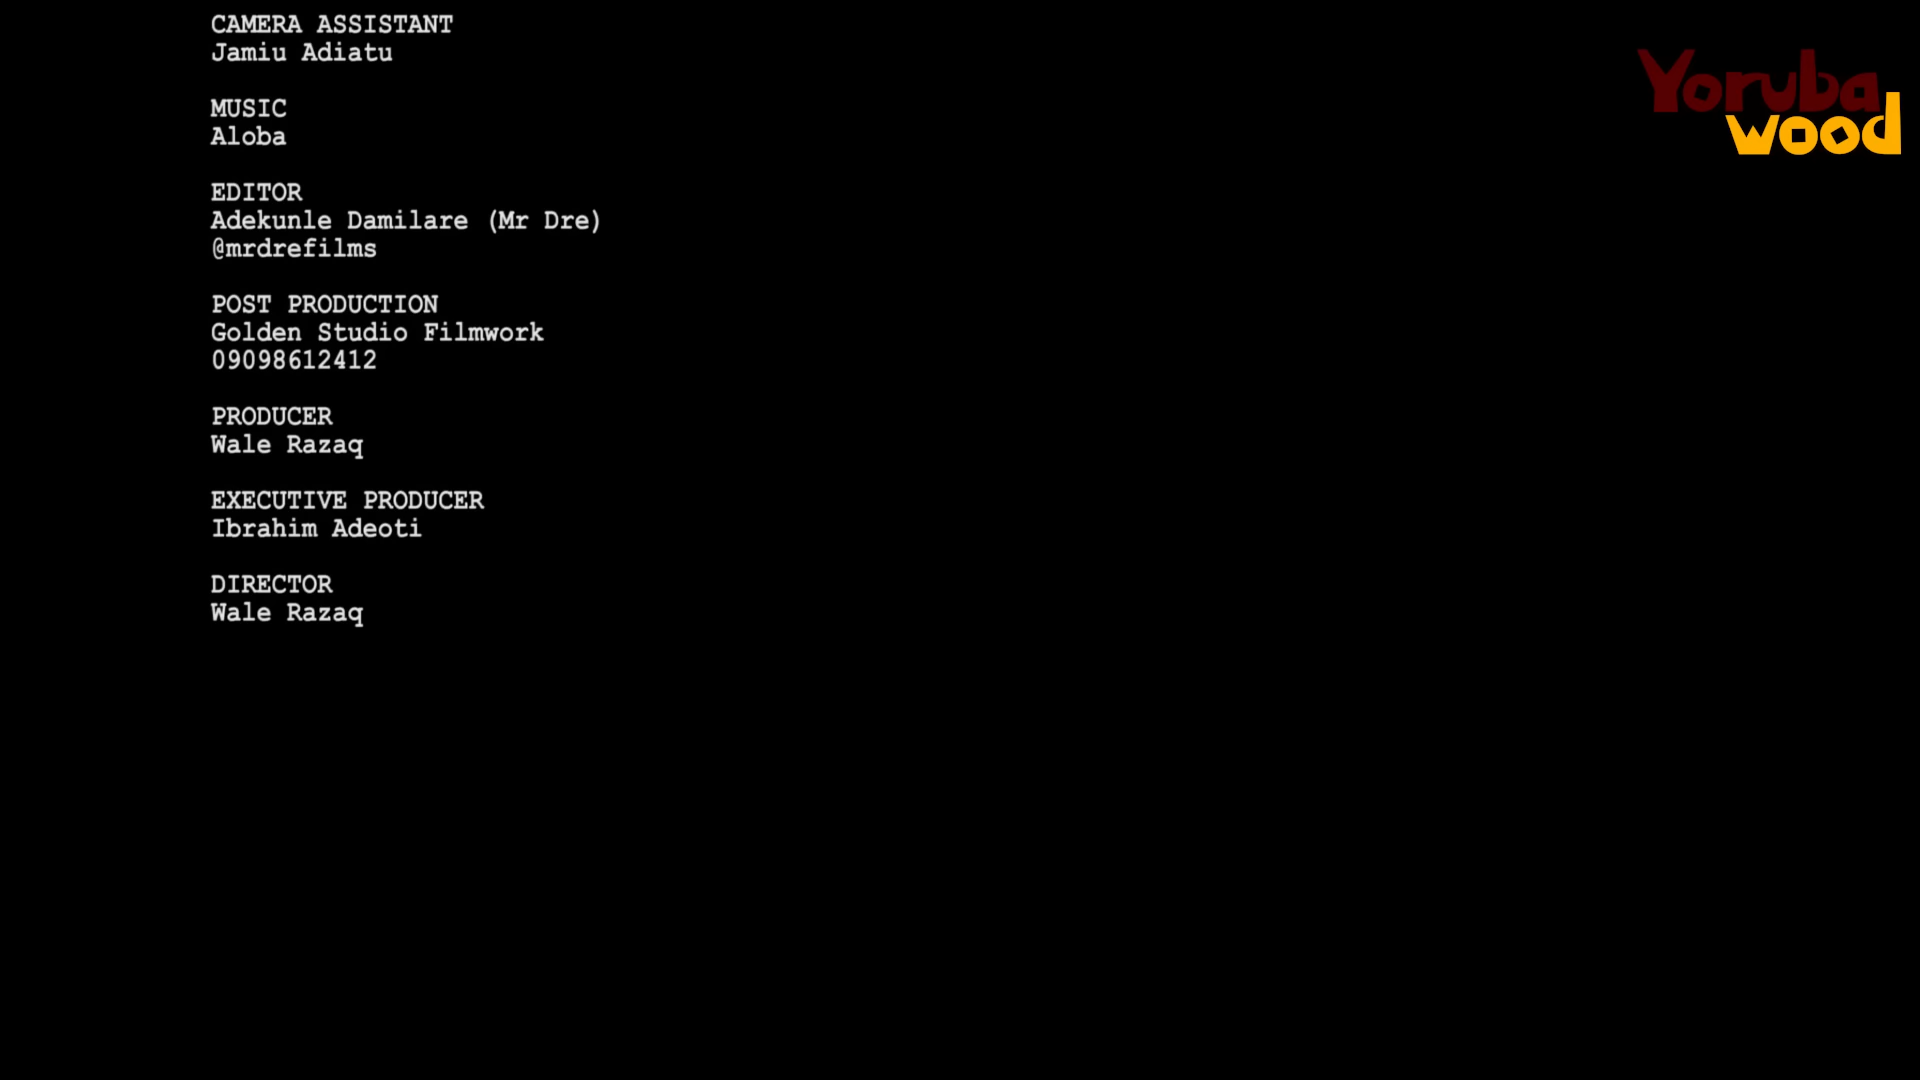 CAMERA ASSISTANT
Jamiu Adiatu
MUSIC
Aloba
EDITOR
Adekunle Damilare (Mr Dre)
@mrdrefilms
POST PRODUCTION
Golden Studio Filmwork
09098612412
PRODUCER
Wale Razaq
EXECUTIVE PRODUCER
Ibrahim Adeoti
DIRECTOR
Wale Razaq
Yoruba
wood